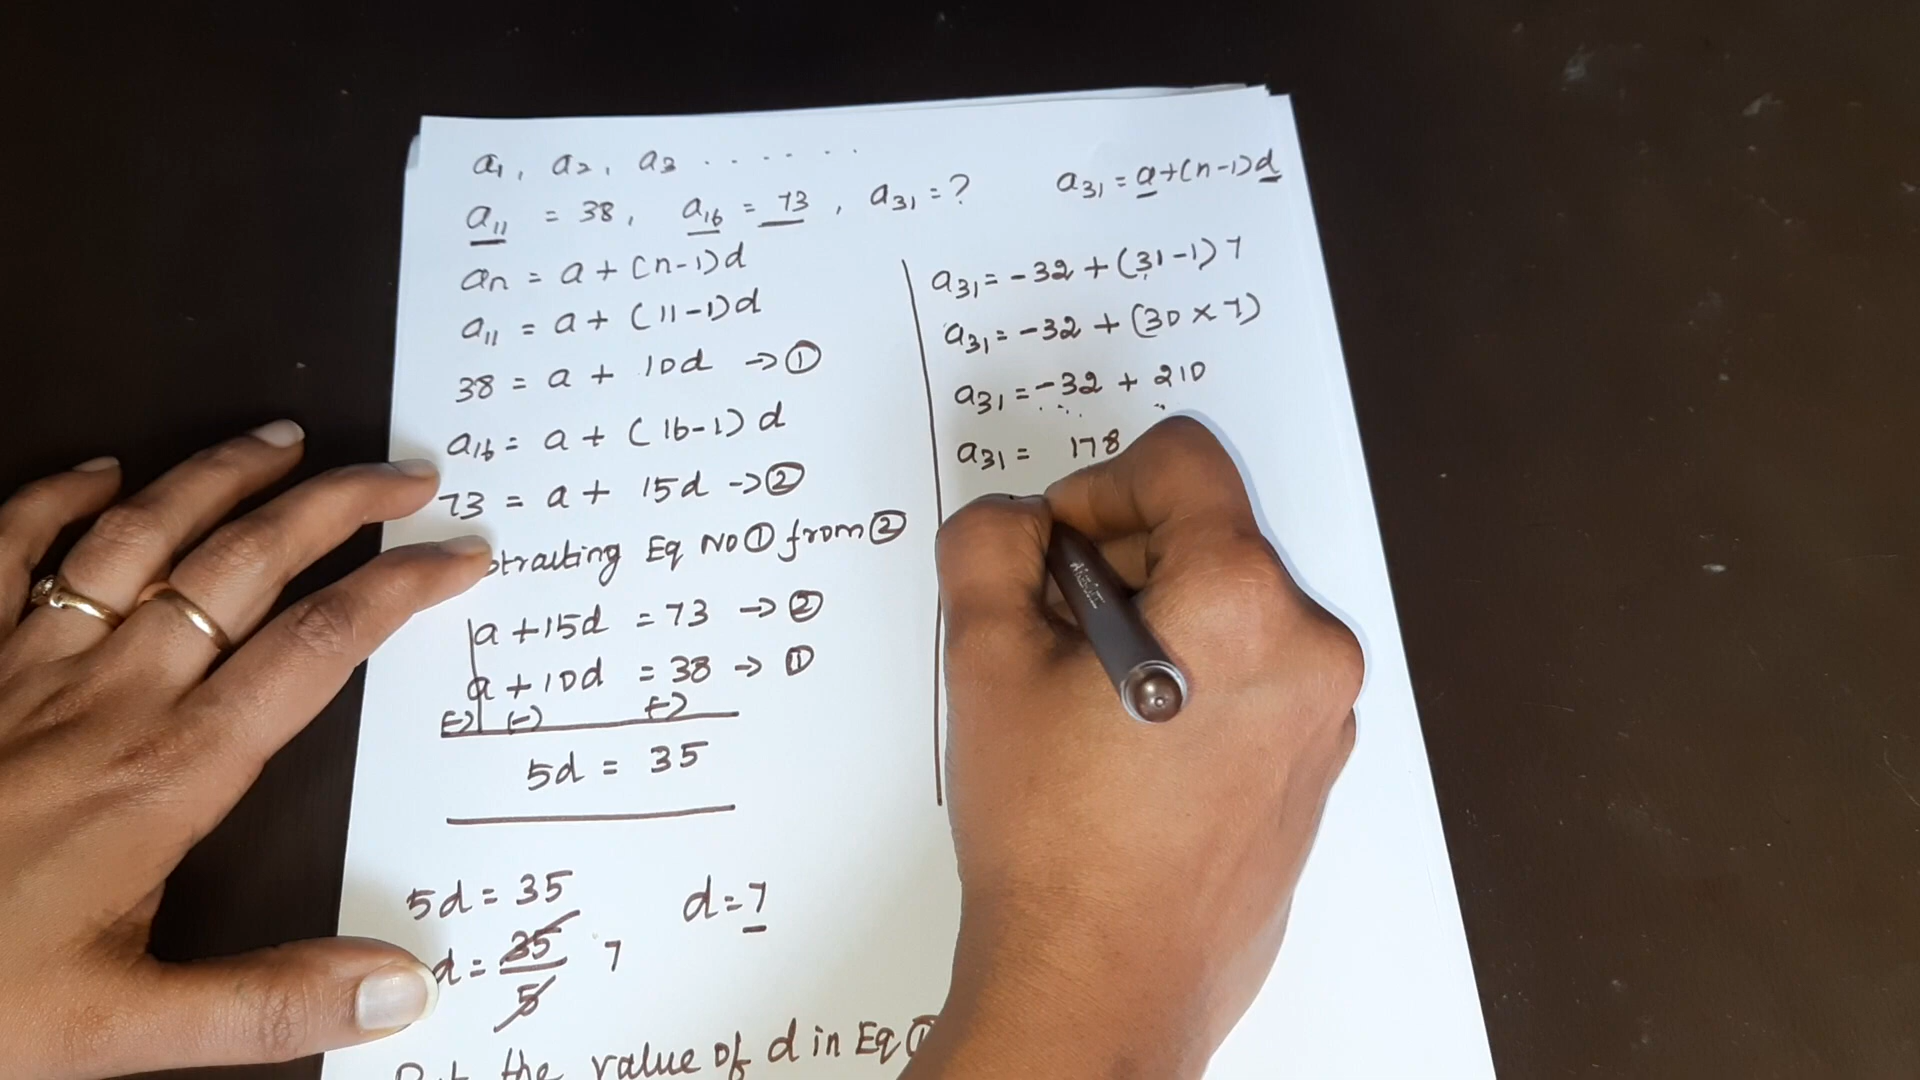 a1, a2, a3 .......
a11 = 38, a16 = 73, a31 = ?
an = a + (n-1)d
a11 = a + (11-1)d
38 = a + 10d → ①
a16 = a + (16-1) d
73 = a + 15d → ②
btracting Eq No ① from ②
a + 15d = 73 → ②
a + 10d = 38 → ①
(-) (-) (-)
5d = 35
5d = 35
d = 35/5 7
d = 7
the value of d in Eq ①
a31 = a + (n-1)d
a31 = -32 + (31-1) 7
a31 = -32 + (30 × 7)
a31 = -32 + 210
a31 = 178